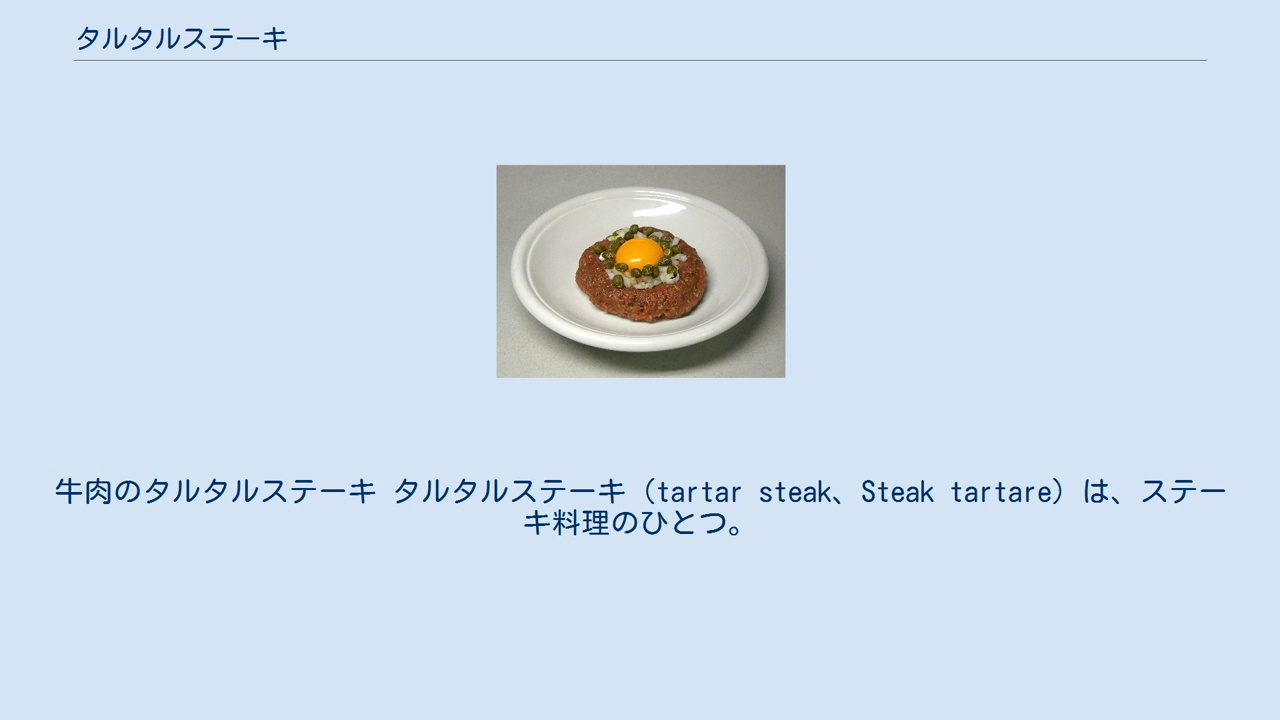 タルタルステーキ
牛肉のタルタルステーキ タルタルステーキ（tartar steak、Steak tartare）は、ステー
キ料理のひとつ。